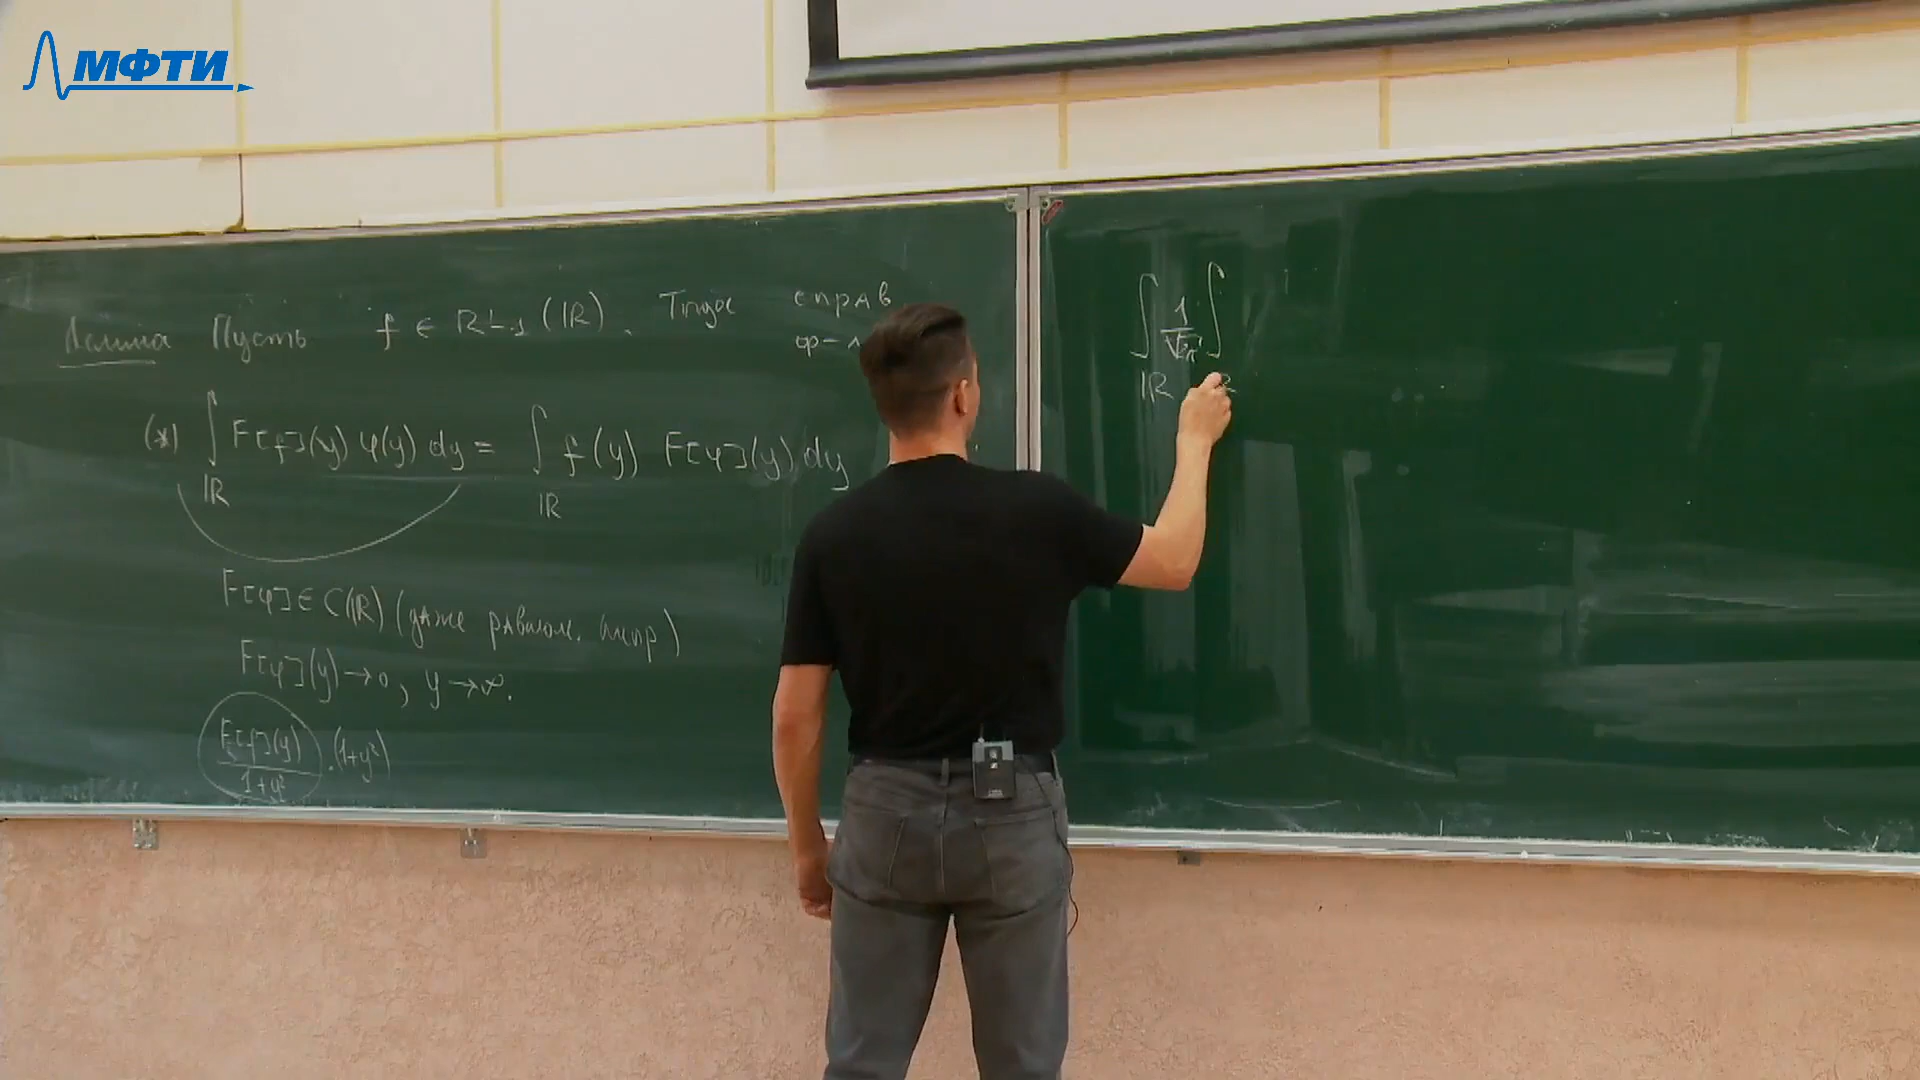 МФТИ
Лемма Пусть f ∈ RL₁(ℝ). Тогда справ
ф-л
(*) ∫ F[f](y) φ(y) dy = ∫ f(y) F[φ](y) dy
ℝ ℝ
F[φ] ∈ C(ℝ) (даже равном. непр)
F[φ](y) → 0, y → ∞.
F[φ](y) / 1+y² · (1+y²)
∫ 1/√2π ∫
ℝ ℝ